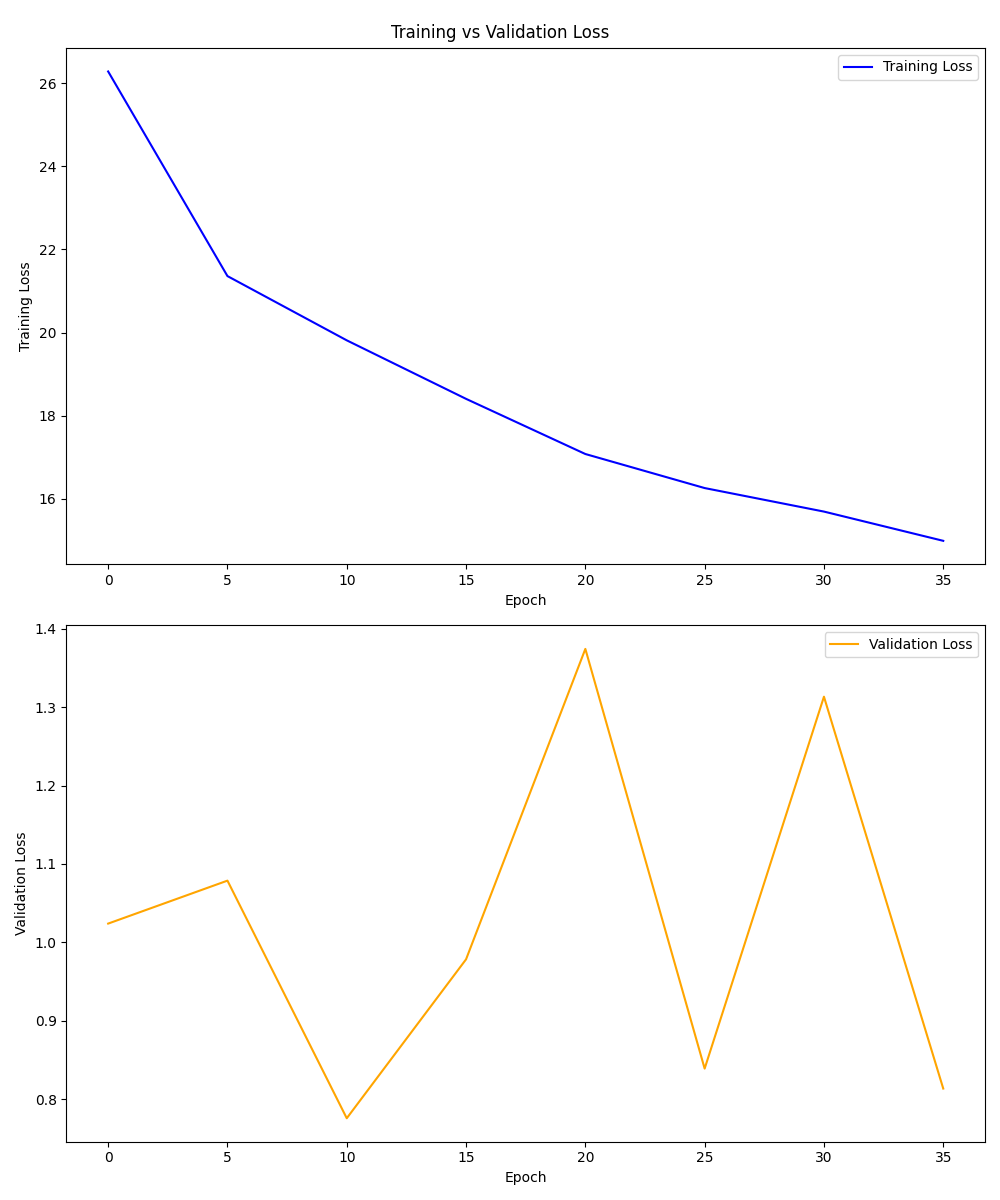 Training vs Validation Loss
Training Loss
26
24
22
20
18
16
Training Loss
0 5 10 15 20 25 30 35
Epoch
Validation Loss
1.4
1.3
1.2
1.1
1.0
0.9
0.8
Validation Loss
0 5 10 15 20 25 30 35
Epoch